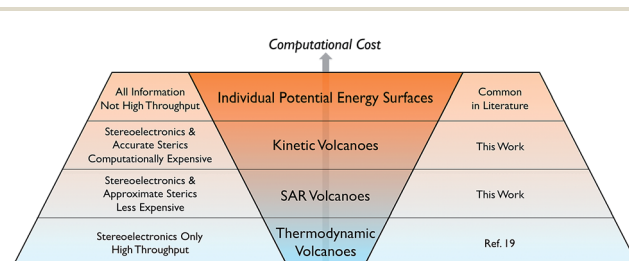 Computational Cost
All Information
Not High Throughput
Individual Potential Energy Surfaces
Common
in Literature
Stereoelectronics &
Accurate Sterics
Computationally Expensive
Kinetic Volcanoes
This Work
Stereoelectronics &
Approximate Sterics
Less Expensive
SAR Volcanoes
This Work
Stereoelectronics Only
High Throughput
Thermodynamic
Volcanoes
Ref. 19